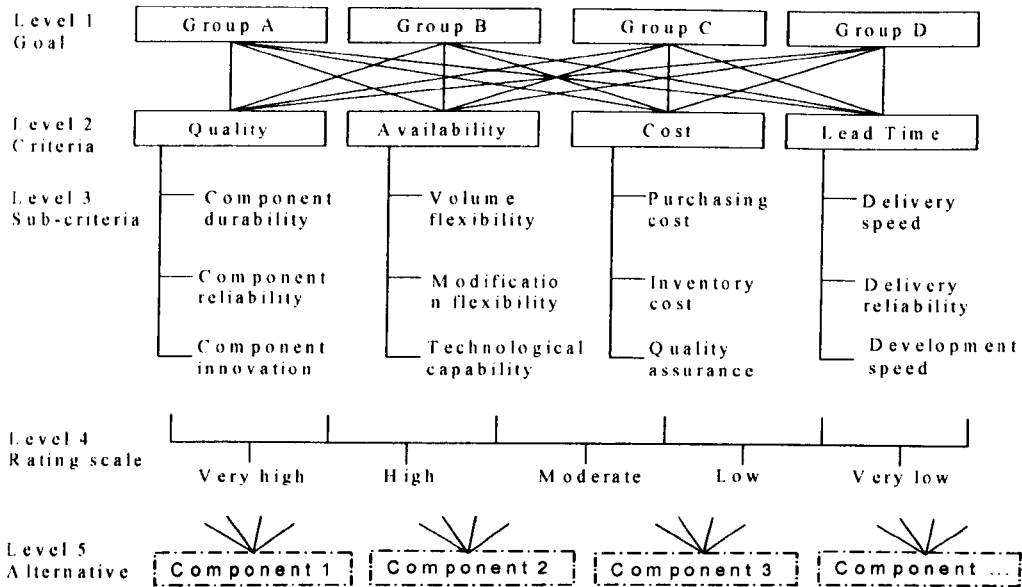 Level 1
Goal
Group A
Group B
Group C
Group D
Level 2
Criteria
Quality
Availability
Cost
Lead Time
Level 3
Sub-criteria
Component
durability
Volume
flexibility
Purchasing
cost
Delivery
speed
Component
reliability
Modificatio
n flexibility
Inventory
cost
Delivery
reliability
Component
innovation
Technological
capability
Quality
assurance
Development
speed
Level 4
Rating scale
Very high
High
Moderate
Low
Very low
Level 5
Alternative
Component 1
Component 2
Component 3
Component ...